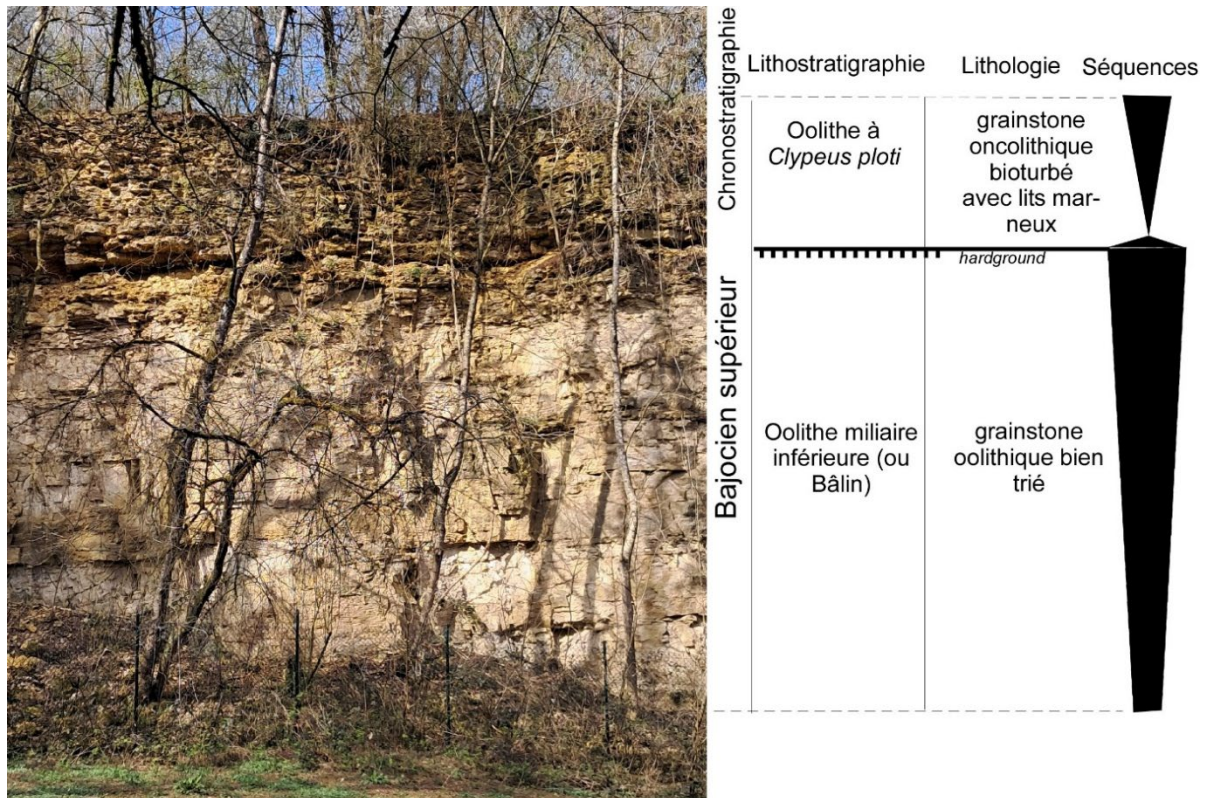 Chronostratigraphie
Lithostratigraphie
Lithologie
Séquences
Oolithe à
Clypeus ploti
grainstone
oncolithique
bioturbé
avec lits mar-
neux
hardground
Bajocien supérieur
Oolithe miliaire
inférieure (ou
Bâlin)
grainstone
oolithique bien
trié